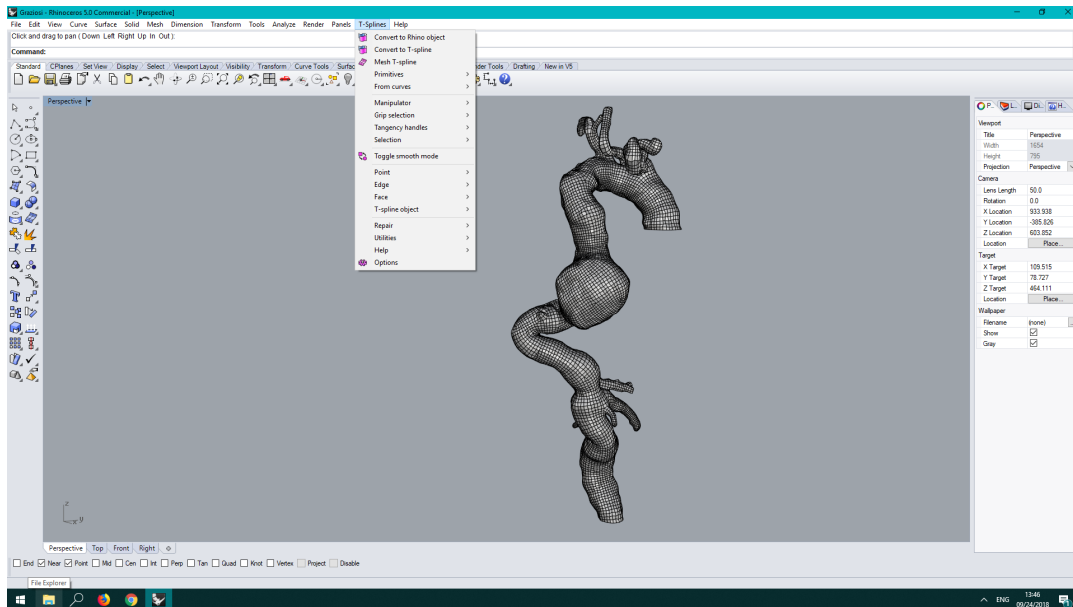 Graziosi - Rhinoceros 5.0 Commercial - [Perspective]
File Edit View Curve Surface Solid Mesh Dimension Transform Tools Analyze Render Panels T-Splines Help
Click and drag to pan ( Down Left Right Up In Out ):
Command:
Standard CPlanes Set View Display Select Viewport Layout Visibility Transform Curve Tools Surfac der Tools Drafting New in V5
Convert to Rhino object
Convert to T-spline
Mesh T-spline
Primitives
From curves
Manipulator
Grip selection
Tangency handles
Selection
Toggle smooth mode
Point
Edge
Face
T-spline object
Repair
Utilities
Help
Options
Perspective
P... L... Di... H...
Viewport
Title Perspective
Width 1654
Height 795
Projection Perspective
Camera
Lens Length 50.0
Rotation 0.0
X Location 933.938
Y Location -385.826
Z Location 603.852
Location Place...
Target
X Target 109.515
Y Target 78.727
Z Target 464.111
Location Place...
Wallpaper
Filename (none)
Show
Gray
z
x y
Perspective Top Front Right
End Near Point Mid Cen Int Perp Tan Quad Knot Vertex Project Disable
File Explorer
ENG 13:46
09/24/2018